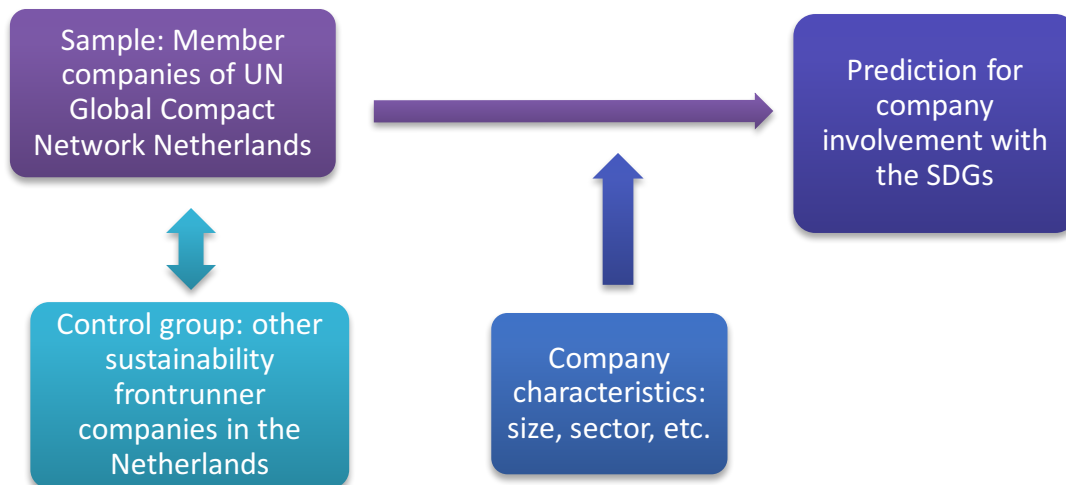 Sample: Member
companies of UN
Global Compact
Network Netherlands
Prediction for
company
involvement with
the SDGs
Control group: other
sustainability
frontrunner
companies in the
Netherlands
Company
characteristics:
size, sector, etc.